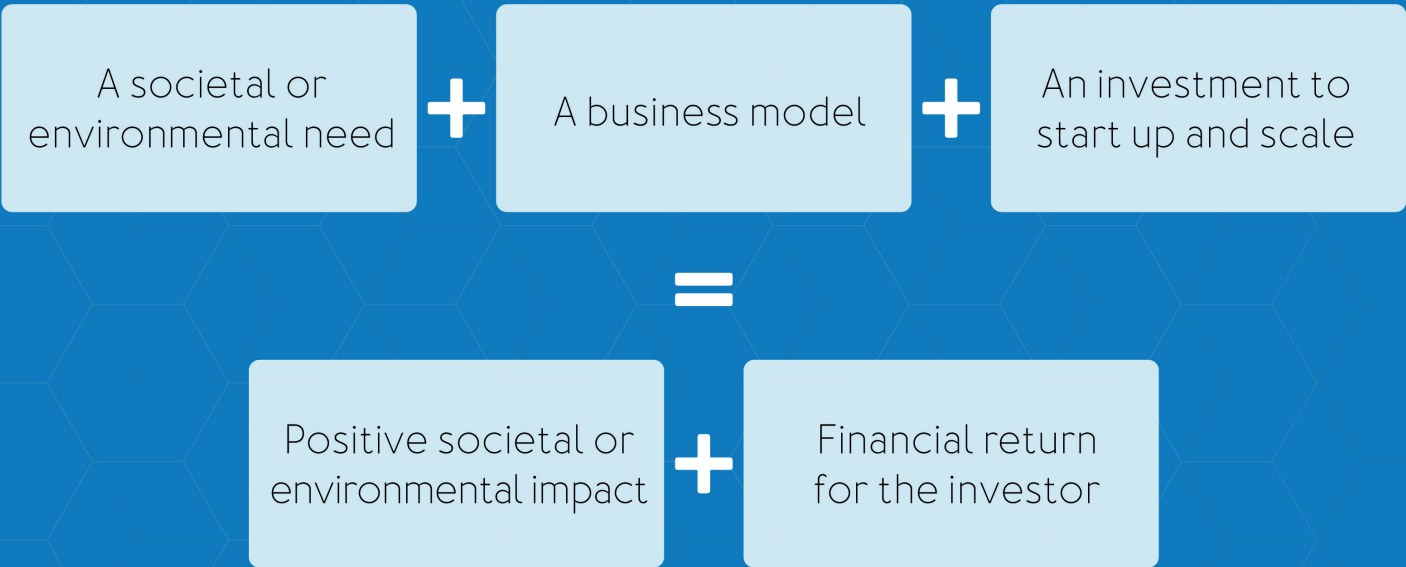 A societal or
environmental need
+
A business model
+
An investment to
start up and scale
=
Positive societal or
environmental impact
+
Financial return
for the investor